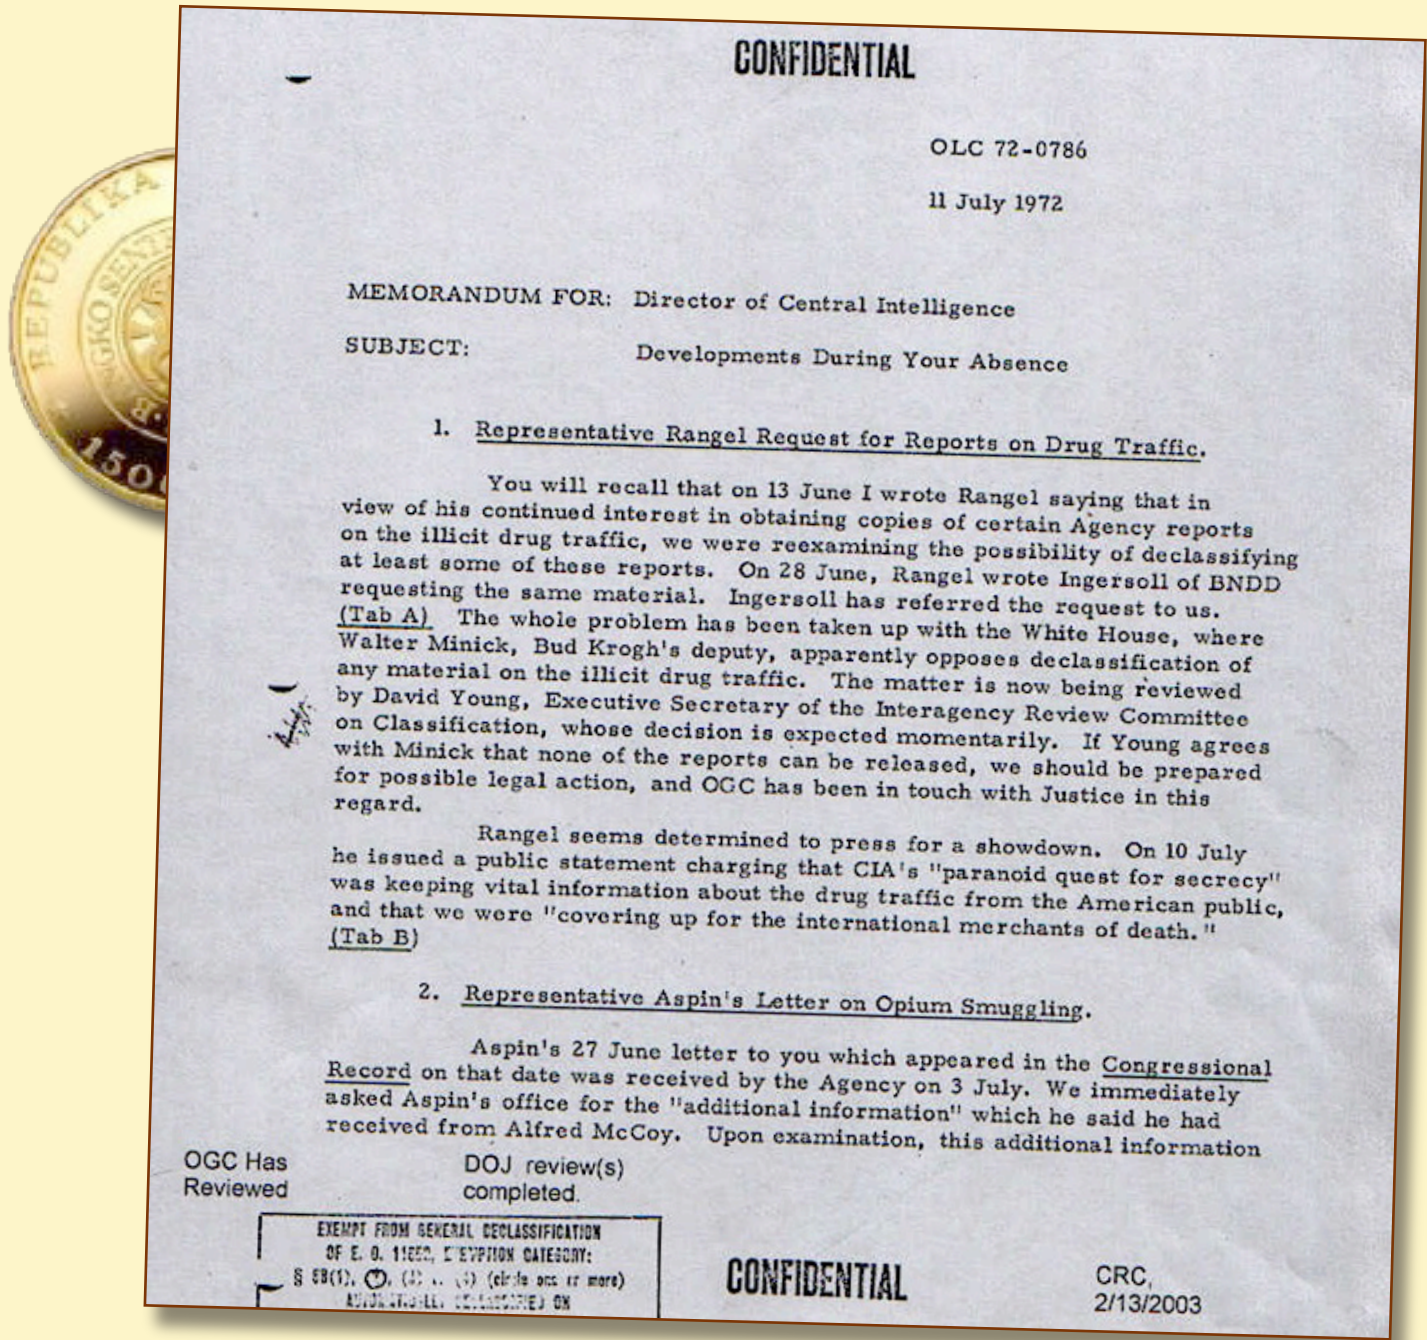 CONFIDENTIAL
OLC 72-0786
11 July 1972
MEMORANDUM FOR: Director of Central Intelligence
SUBJECT: Developments During Your Absence
1. Representative Rangel Request for Reports on Drug Traffic.
You will recall that on 13 June I wrote Rangel saying that in
view of his continued interest in obtaining copies of certain Agency reports
on the illicit drug traffic, we were reexamining the possibility of declassifying
at least some of these reports. On 28 June, Rangel wrote Ingersoll of BNDD
requesting the same material. Ingersoll has referred the request to us.
(Tab A) The whole problem has been taken up with the White House, where
Walter Minick, Bud Krogh's deputy, apparently opposes declassification of
any material on the illicit drug traffic. The matter is now being reviewed
by David Young, Executive Secretary of the Interagency Review Committee
on Classification, whose decision is expected momentarily. If Young agrees
with Minick that none of the reports can be released, we should be prepared
for possible legal action, and OGC has been in touch with Justice in this
regard.
Rangel seems determined to press for a showdown. On 10 July
he issued a public statement charging that CIA's "paranoid quest for secrecy"
was keeping vital information about the drug traffic from the American public,
and that we were "covering up for the international merchants of death."
(Tab B)
2. Representative Aspin's Letter on Opium Smuggling.
Aspin's 27 June letter to you which appeared in the Congressional
Record on that date was received by the Agency on 3 July. We immediately
asked Aspin's office for the "additional information" which he said he had
received from Alfred McCoy. Upon examination, this additional information
OGC Has
Reviewed
DOJ review(s)
completed.
EXEMPT FROM GENERAL DECLASSIFICATION
OF E. O. EXEMPTION CATEGORY:
§ 5B(1), (circle one or more)
ON
CONFIDENTIAL
CRC,
2/13/2003
REPUBLIKA
NGKO SENT
150